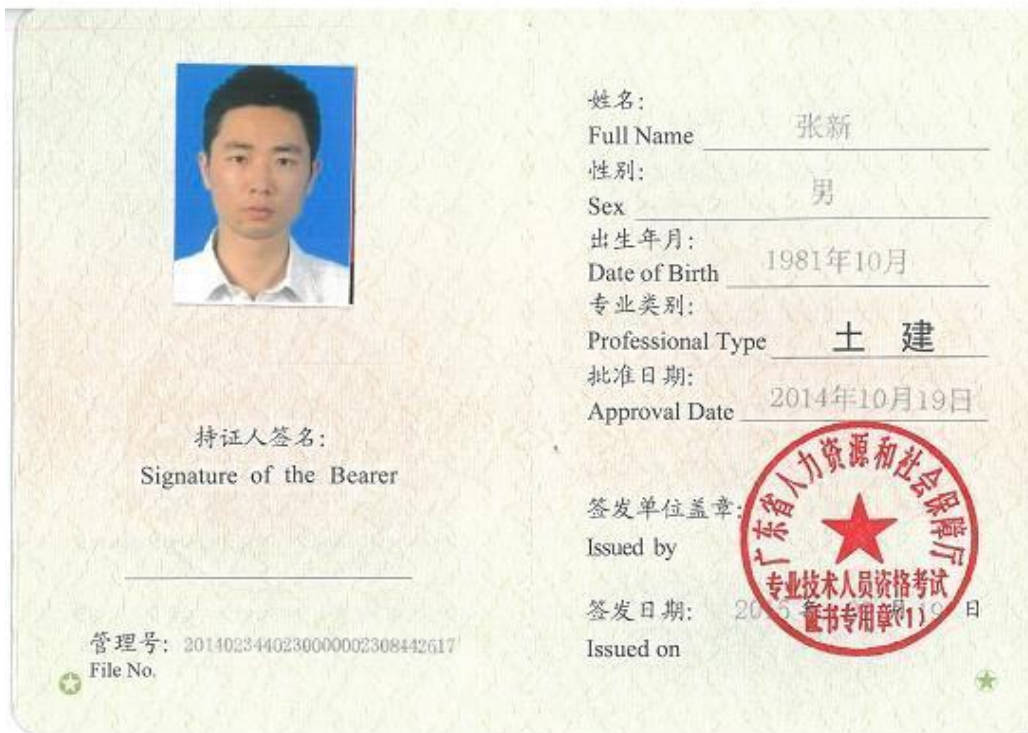 持证人签名:
Signature of the Bearer
管理号: 2014023440230000002308442617
File No.
姓名:
Full Name 张新
性别:
Sex 男
出生年月:
Date of Birth 1981年10月
专业类别:
Professional Type 土 建
批准日期:
Approval Date 2014年10月19日
签发单位盖章:
Issued by
广东省人力资源和社会保障厅
专业技术人员资格考试
证书专用章(1)
签发日期: 日
Issued on